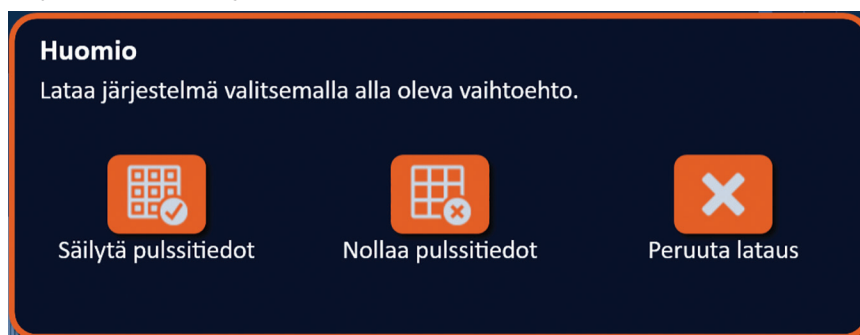 Huomio
Lataa järjestelmä valitsemalla alla oleva vaihtoehto.
Säilytä pulssitiedot
Nollaa pulssitiedot
Peruuta lataus